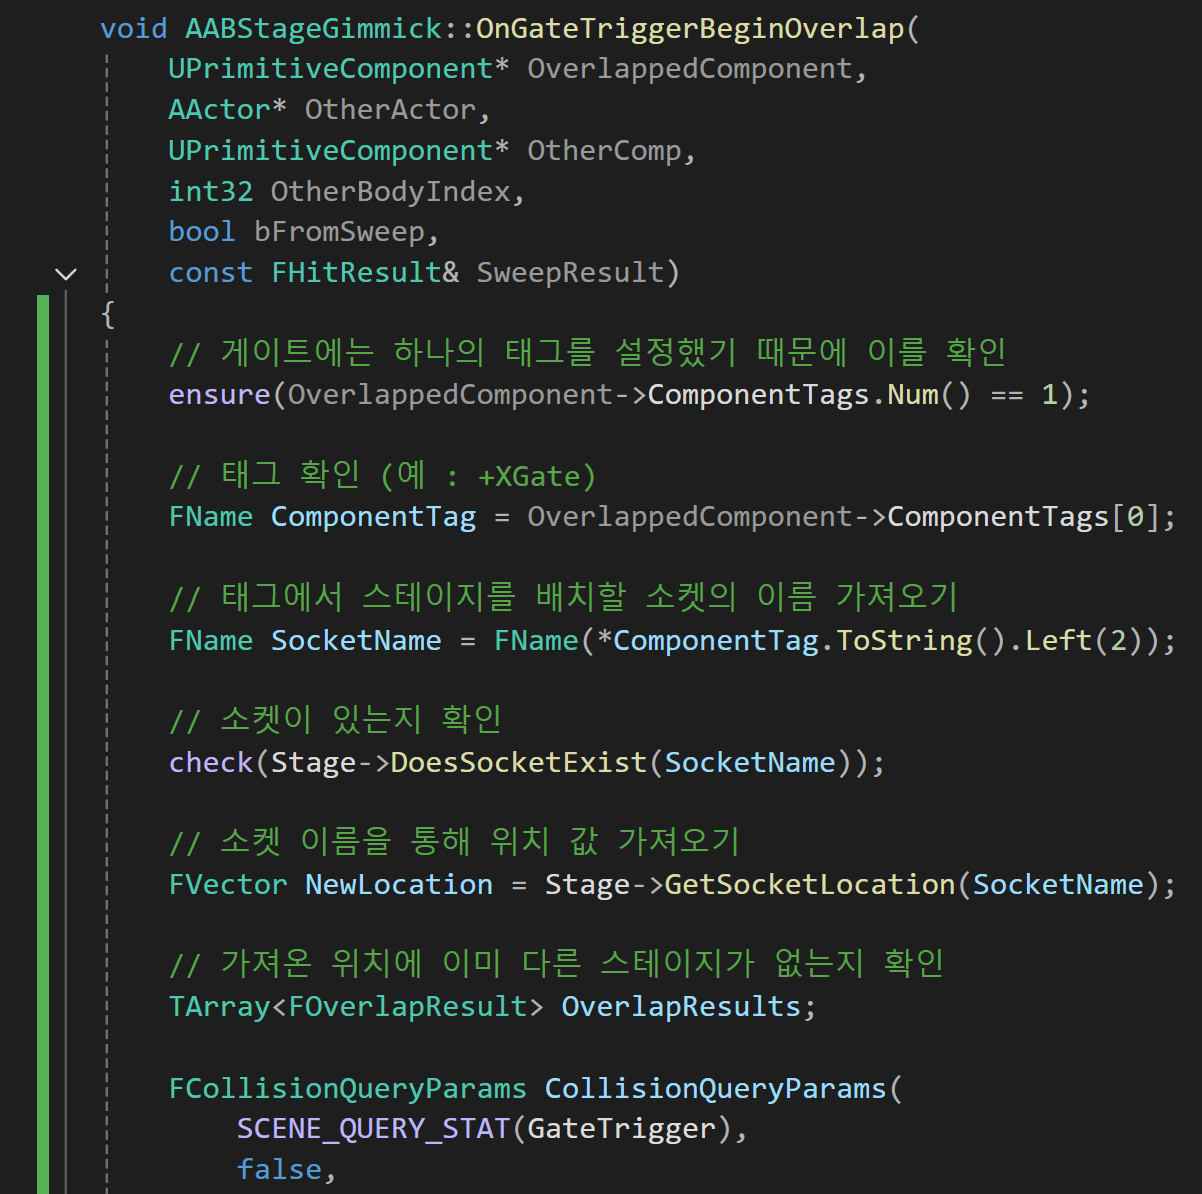 void AABStageGimmick::OnGateTriggerBeginOverlap(
UPrimitiveComponent* OverlappedComponent,
AActor* OtherActor,
UPrimitiveComponent* OtherComp,
int32 OtherBodyIndex,
bool bFromSweep,
const FHitResult& SweepResult)
{
// 게이트에는 하나의 태그를 설정했기 때문에 이를 확인
ensure(OverlappedComponent->ComponentTags.Num() == 1);
// 태그 확인 (예 : +XGate)
FName ComponentTag = OverlappedComponent->ComponentTags[0];
// 태그에서 스테이지를 배치할 소켓의 이름 가져오기
FName SocketName = FName(*ComponentTag.ToString().Left(2));
// 소켓이 있는지 확인
check(Stage->DoesSocketExist(SocketName));
// 소켓 이름을 통해 위치 값 가져오기
FVector NewLocation = Stage->GetSocketLocation(SocketName);
// 가져온 위치에 이미 다른 스테이지가 없는지 확인
TArray<FOverlapResult> OverlapResults;
FCollisionQueryParams CollisionQueryParams(
SCENE_QUERY_STAT(GateTrigger),
false,